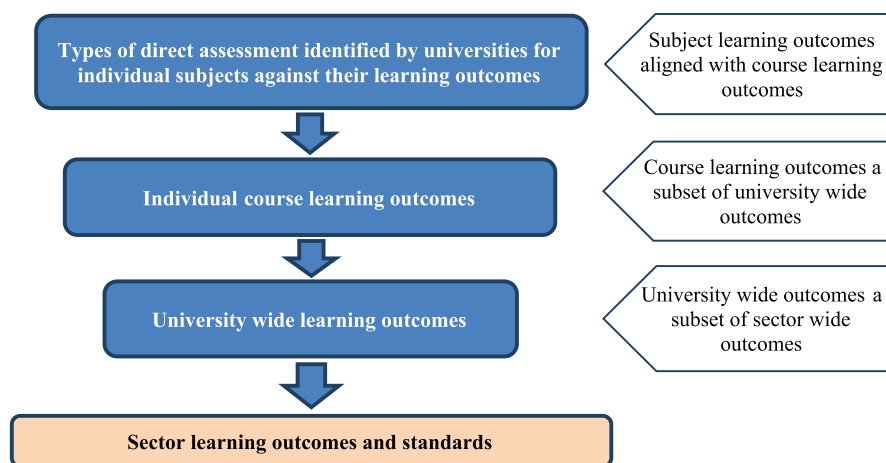 Types of direct assessment identified by universities for
individual subjects against their learning outcomes
Subject learning outcomes
aligned with course learning
outcomes
Individual course learning outcomes
Course learning outcomes a
subset of university wide
outcomes
University wide learning outcomes
University wide outcomes a
subset of sector wide
outcomes
Sector learning outcomes and standards